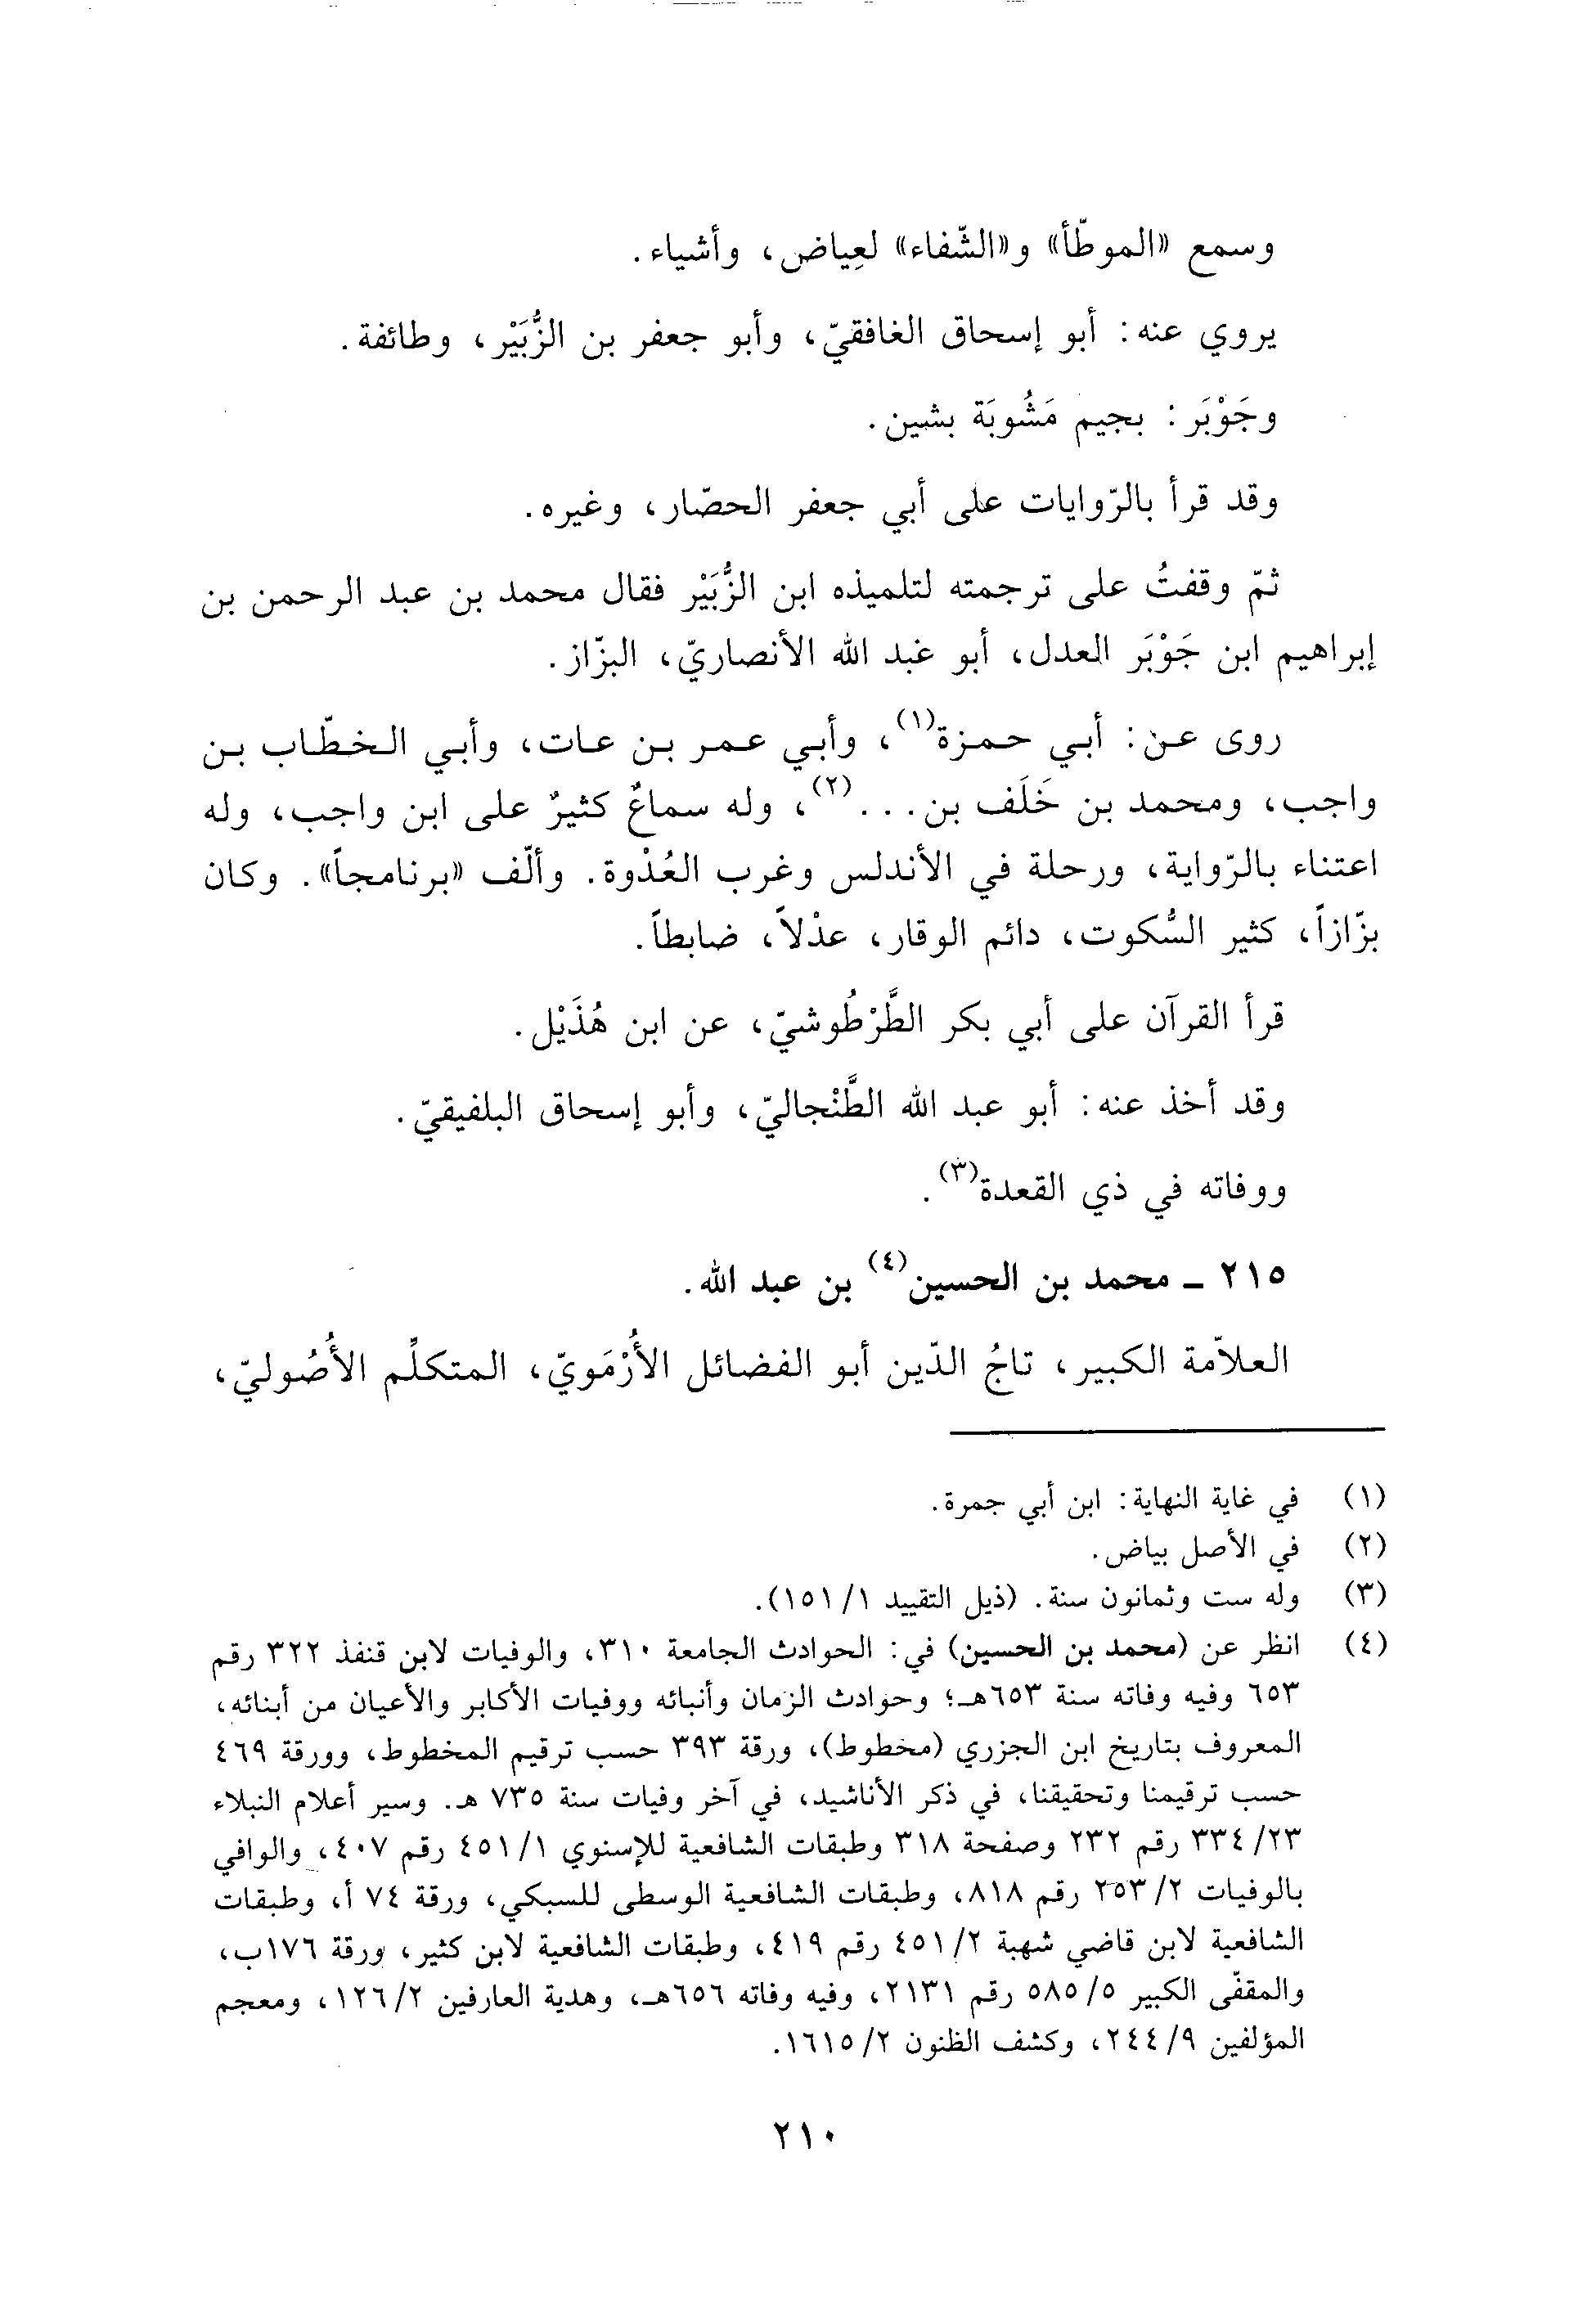 وسمع «الموطّأ» و«الشّفاء» لعِياض، وأشياء.
يروي عنه: أبو إسحاق الغافقيّ، وأبو جعفر بن الزُّبَيْر، وطائفة.
وجَوْبَر: بجيم مَشُوبَة بشين.
وقد قرأ بالرّوايات على أبي جعفر الحصّار، وغيره.
ثمّ وقفتُ على ترجمته لتلميذه ابن الزُّبَيْر فقال محمد بن عبد الرحمن بن
إبراهيم ابن جَوْبَر العدل، أبو غبد الله الأنصاريّ، البزّاز.
روى عن: أبي حمزة(١)، وأبي عمر بن عات، وأبي الخطّاب بن
واجب، ومحمد بن خَلَف بن...(٢)، وله سماعٌ كثيرٌ على ابن واجب، وله
اعتناء بالرّواية، ورحلة في الأندلس وغرب العُدْوة. وألّف «برنامجاً». وكان
بزّازاً، كثير السُّكوت، دائم الوقار، عدْلاً، ضابطاً.
قرأ القرآن على أبي بكر الطَّرْطُوشيّ، عن ابن هُذَيْل.
وقد أخذ عنه: أبو عبد الله الطَّنْجاليّ، وأبو إسحاق البلفيقيّ.
ووفاته في ذي القعدة(٣).
٢١٥ ـ محمد بن الحسين(٤) بن عبد الله.
العلاّمة الكبير، تاجُ الدّين أبو الفضائل الأُرْمَويّ، المتكلِّم الأُصُوليّ،
(١) في غاية النهاية: ابن أبي جمرة.
(٢) في الأصل بياض.
(٣) وله ست وثمانون سنة. (ذيل التقييد ١/١٥١).
(٤) انظر عن (محمد بن الحسين) في: الحوادث الجامعة ٣١٠، والوفيات لابن قنفذ ٣٢٢ رقم
٦٥٣ وفيه وفاته سنة ٦٥٣هـ؛ وحوادث الزمان وأنبائه ووفيات الأكابر والأعيان من أبنائه،
المعروف بتاريخ ابن الجزري (مخطوط)، ورقة ٣٩٣ حسب ترقيم المخطوط، وورقة ٤٦٩
حسب ترقيمنا وتحقيقنا، في ذكر الأناشيد، في آخر وفيات سنة ٧٣٥ هـ. وسير أعلام النبلاء
٢٣/٣٣٤ رقم ٢٣٢ وصفحة ٣١٨ وطبقات الشافعية للإسنوي ١/٤٥١ رقم ٤٠٧، والوافي
بالوفيات ٢/٢٥٣ رقم ٨١٨، وطبقات الشافعية الوسطى للسبكي، ورقة ٧٤ أ، وطبقات
الشافعية لابن قاضي شهبة ٢/٤٥١ رقم ٤١٩، وطبقات الشافعية لابن كثير، ورقة ١٧٦ب،
والمقفّى الكبير ٥/٥٨٥ رقم ٢١٣١، وفيه وفاته ٦٥٦هـ، وهدية العارفين ٢/١٢٦، ومعجم
المؤلفين ٩/٢٤٤، وكشف الظنون ٢/١٦١٥.
٢١٠